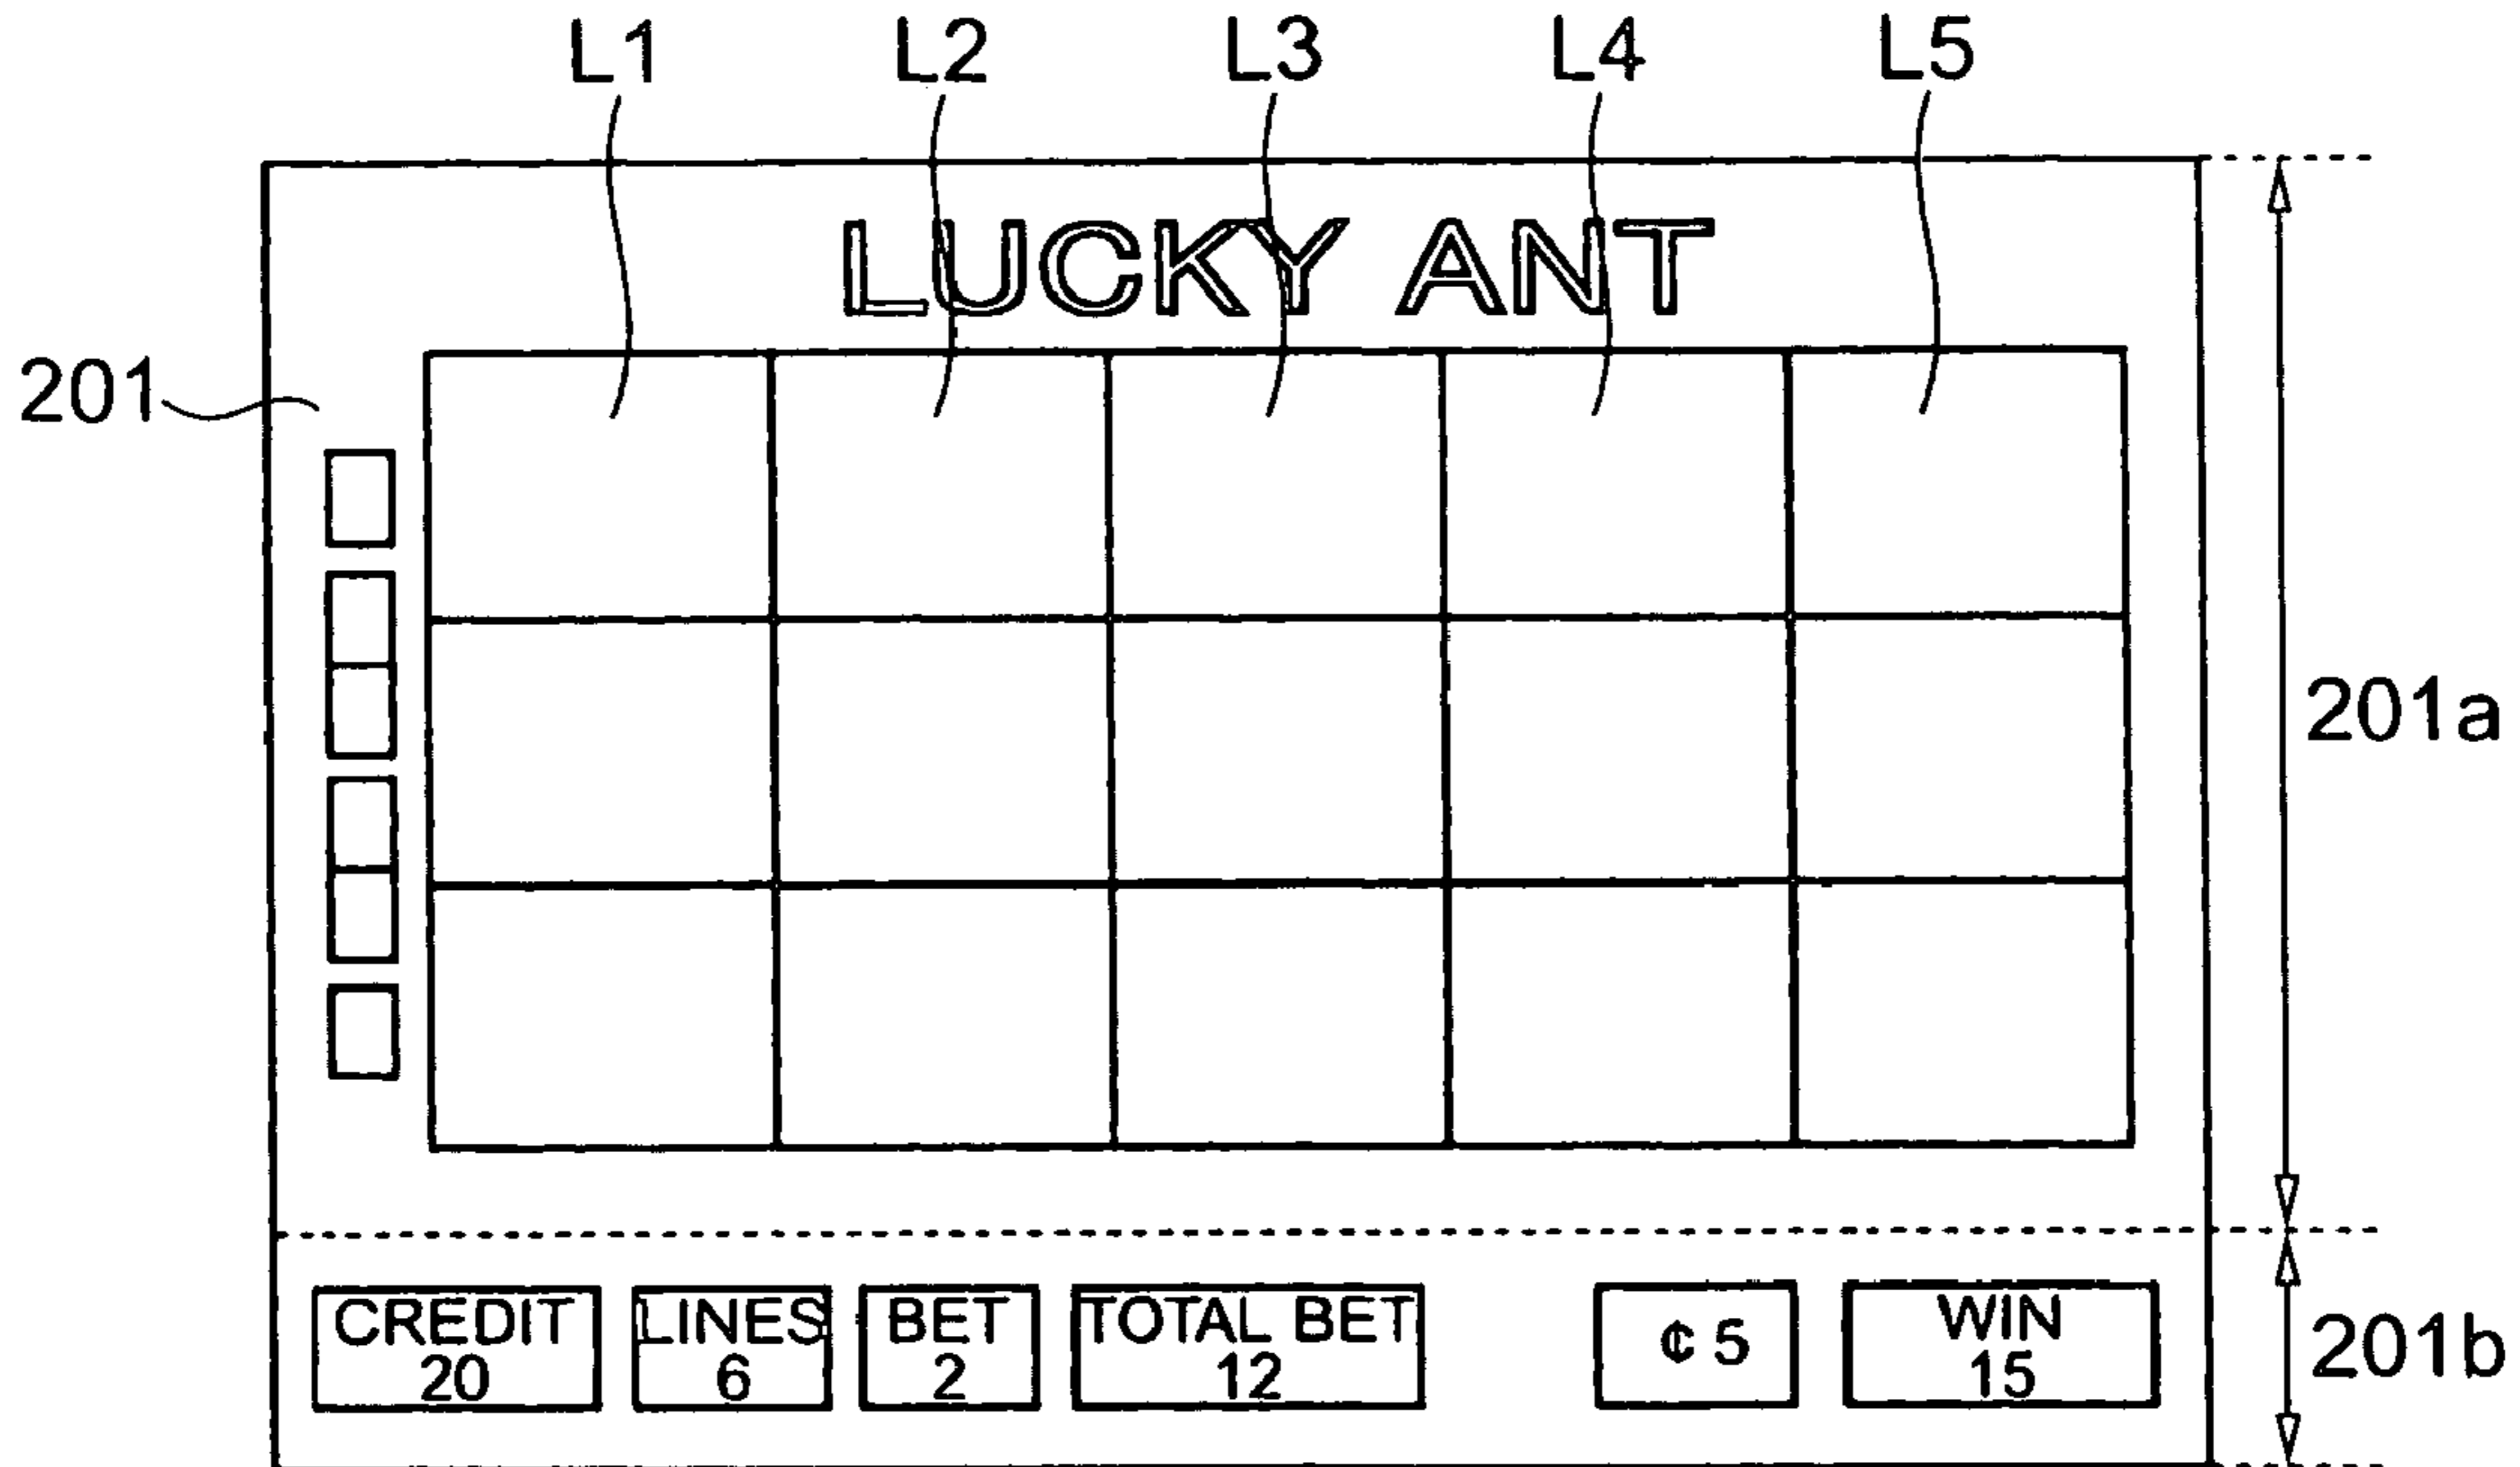 L1 L2 L3 L4 L5
LUCKY ANT
201
201a
CREDIT LINES BET TOTAL BET ¢ 5 WIN
20 6 2 12 15
201b